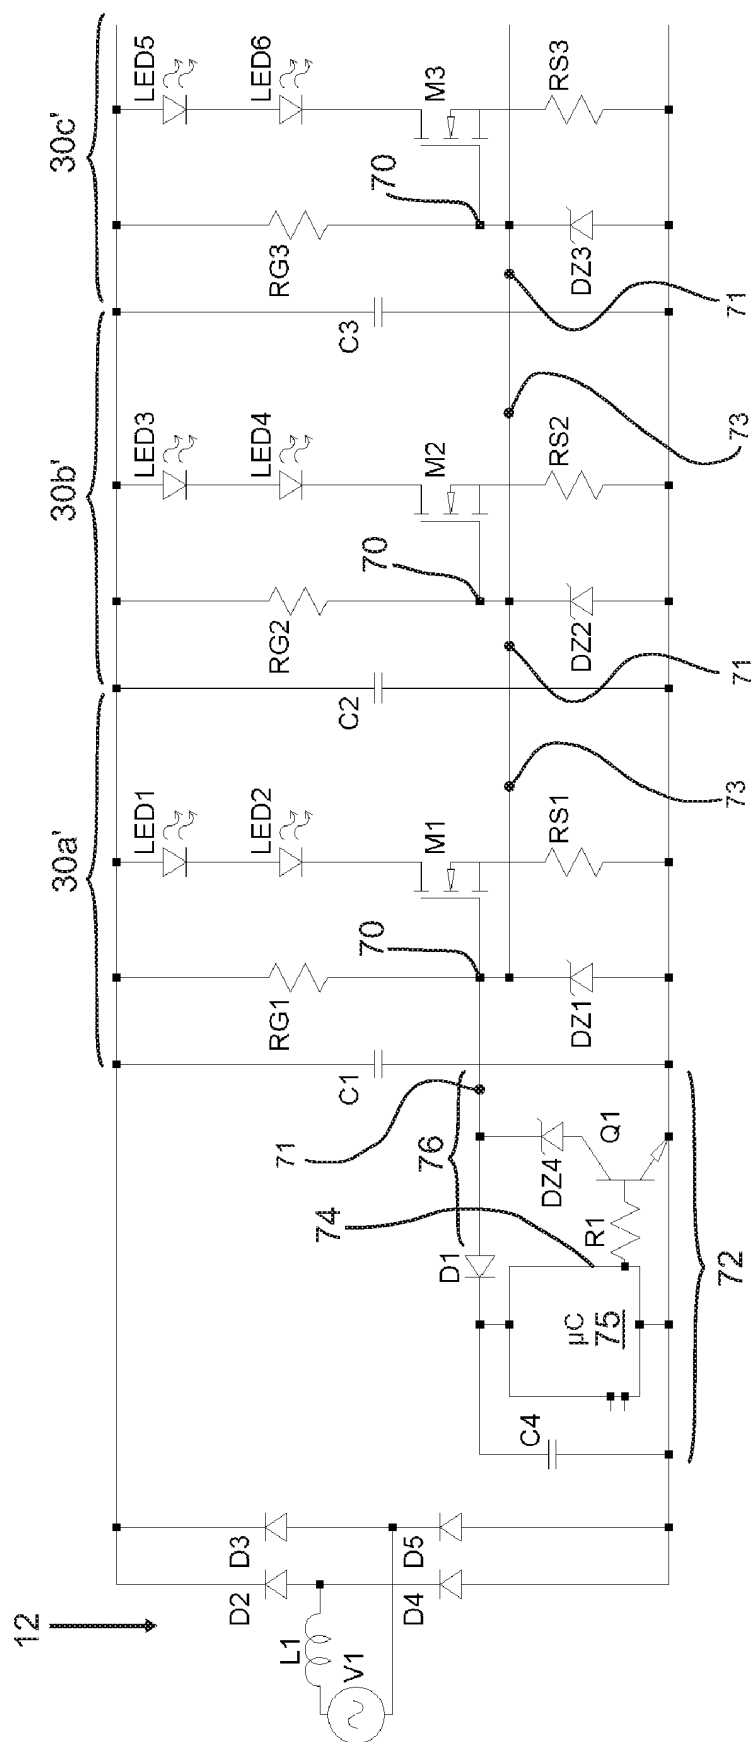 12
30a'
30b'
30c'
LED1
LED3
LED5
LED2
LED4
LED6
D2
D3
RG1
RG2
RG3
L1
V1
C1
C2
C3
70
70
70
M1
M2
M3
71
76
74
D4
D5
C4
D1
µC
75
R1
DZ4
Q1
DZ1
RS1
DZ2
RS2
DZ3
RS3
72
73
71
73
71